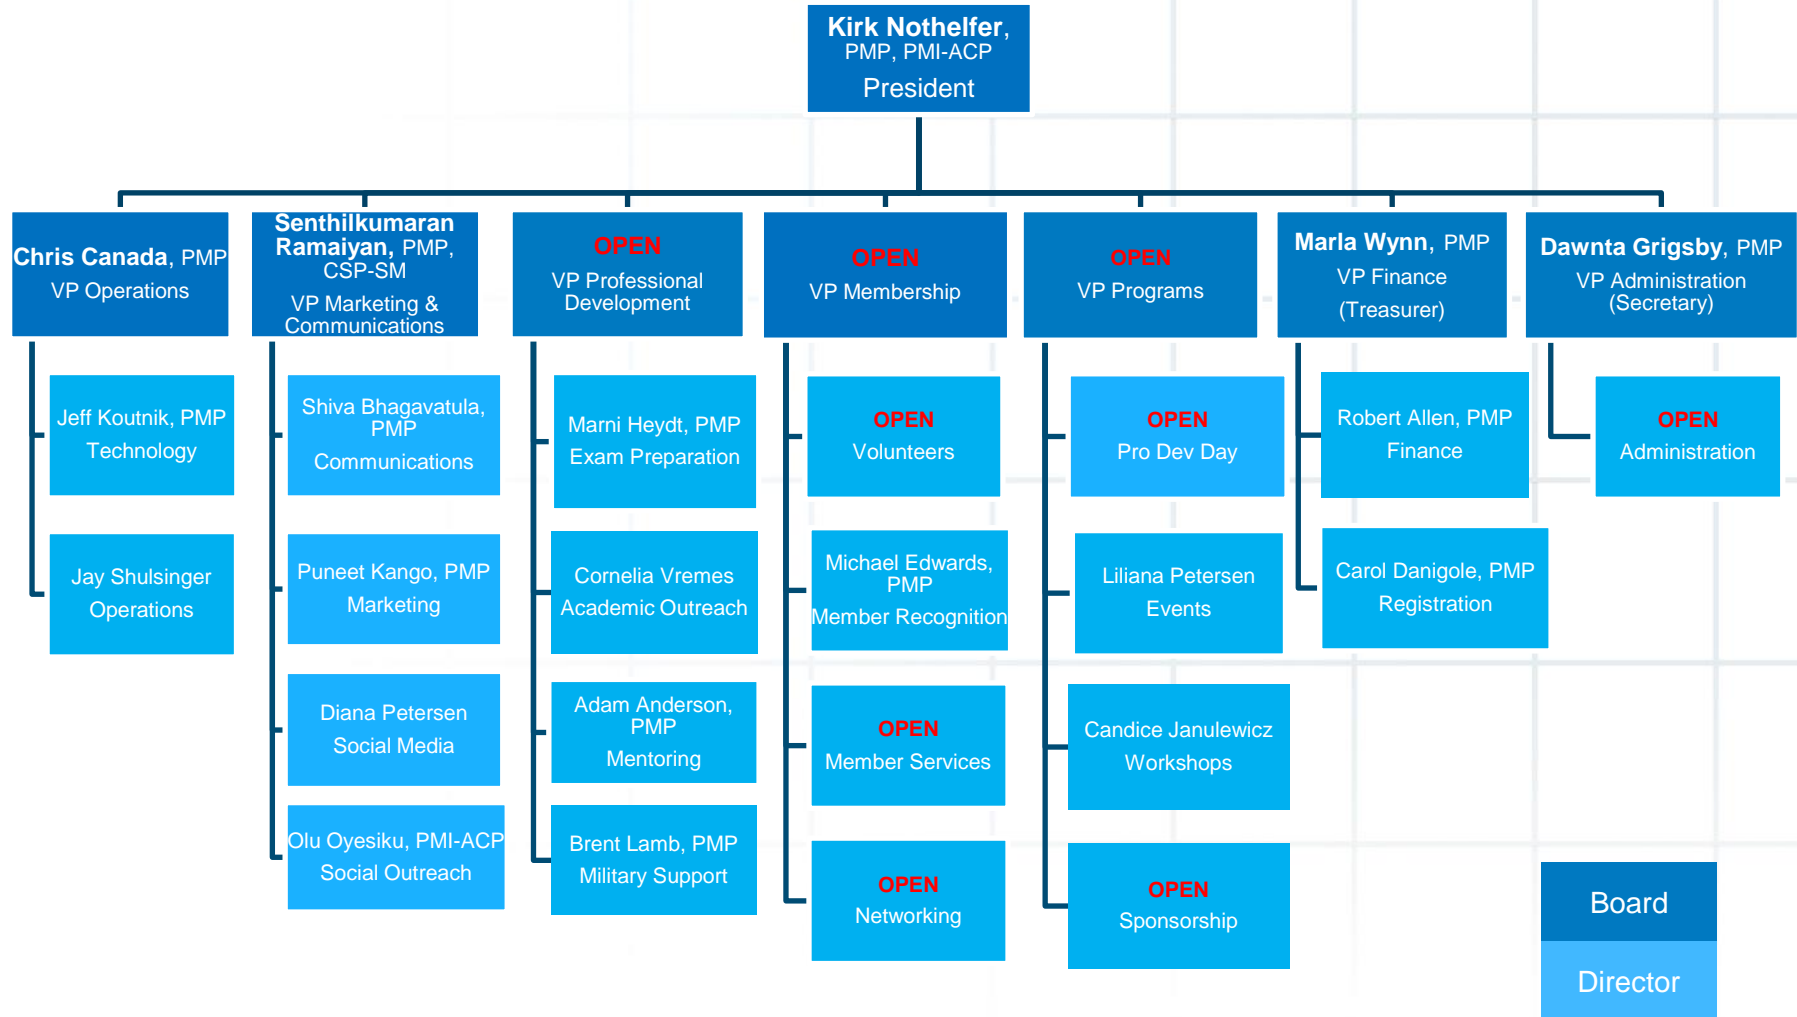 Kirk Nothelfer,
PMP, PMI-ACP
President
Chris Canada, PMP
VP Operations
Senthilkumaran
Ramaiyan, PMP,
CSP-SM
VP Marketing &
Communications
OPEN
VP Professional
Development
OPEN
VP Membership
OPEN
VP Programs
Marla Wynn, PMP
VP Finance
(Treasurer)
Dawnta Grigsby, PMP
VP Administration
(Secretary)
Jeff Koutnik, PMP
Technology
Jay Shulsinger
Operations
Shiva Bhagavatula,
PMP
Communications
Puneet Kango, PMP
Marketing
Diana Petersen
Social Media
Olu Oyesiku, PMI-ACP
Social Outreach
Marni Heydt, PMP
Exam Preparation
Cornelia Vremes
Academic Outreach
Adam Anderson,
PMP
Mentoring
Brent Lamb, PMP
Military Support
OPEN
Volunteers
Michael Edwards,
PMP
Member Recognition
OPEN
Member Services
OPEN
Networking
OPEN
Pro Dev Day
Liliana Petersen
Events
Candice Janulewicz
Workshops
OPEN
Sponsorship
Robert Allen, PMP
Finance
Carol Danigole, PMP
Registration
OPEN
Administration
Board
Director